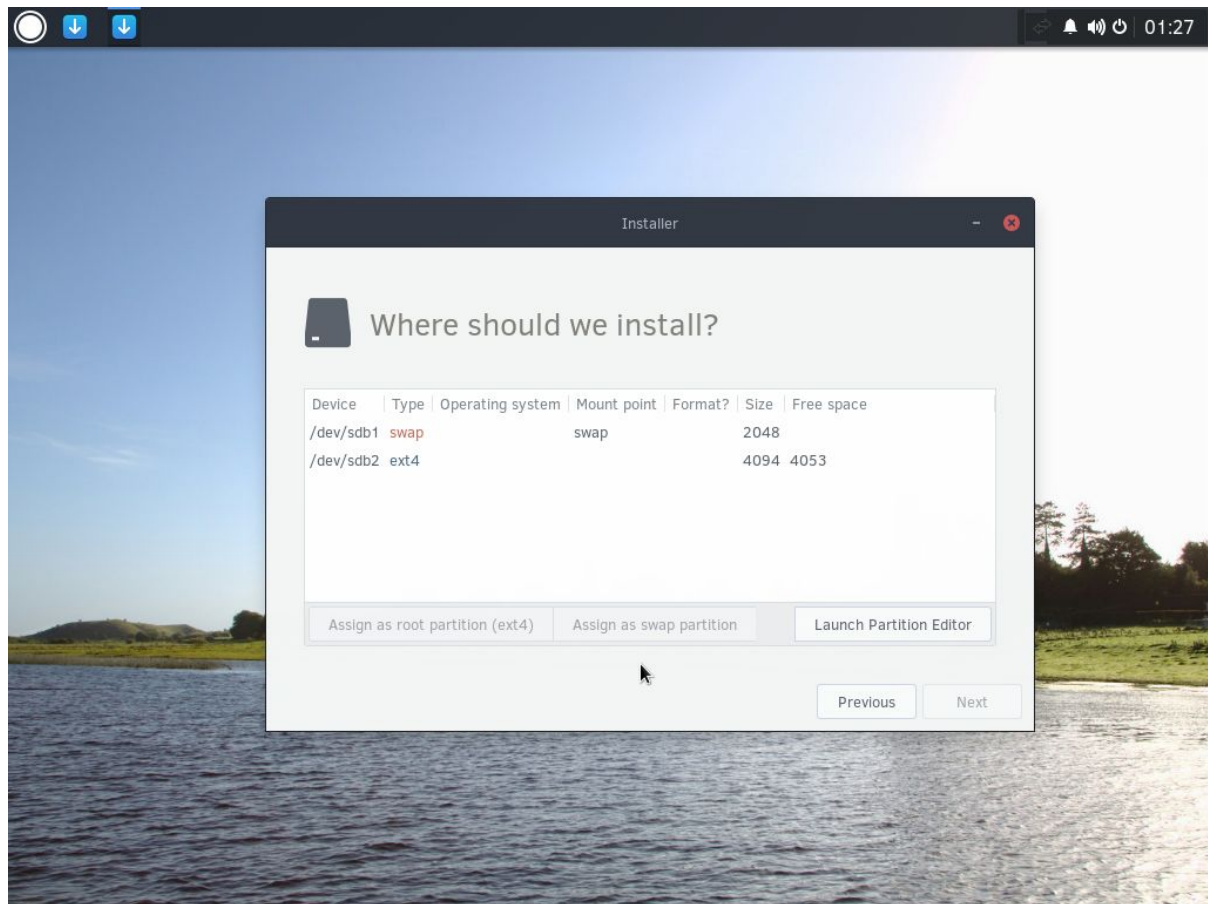 01:27
Installer
Where should we install?
Device Type Operating system Mount point Format? Size Free space
/dev/sdb1 swap swap 2048
/dev/sdb2 ext4 4094 4053
Assign as root partition (ext4) Assign as swap partition Launch Partition Editor
Previous Next